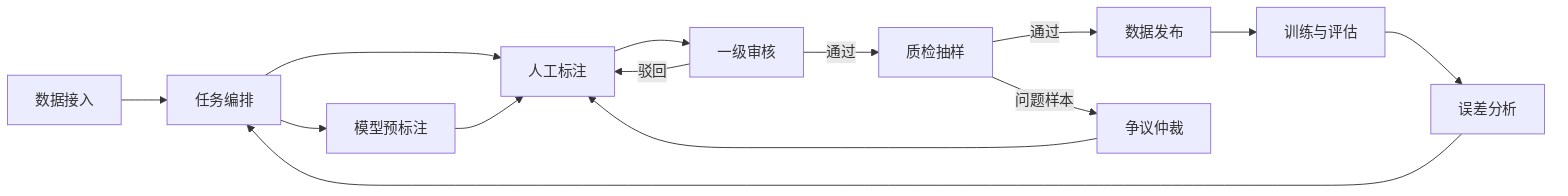 数据接入
任务编排
模型预标注
人工标注
驳回
一级审核
通过
质检抽样
通过
问题样本
数据发布
争议仲裁
训练与评估
误差分析